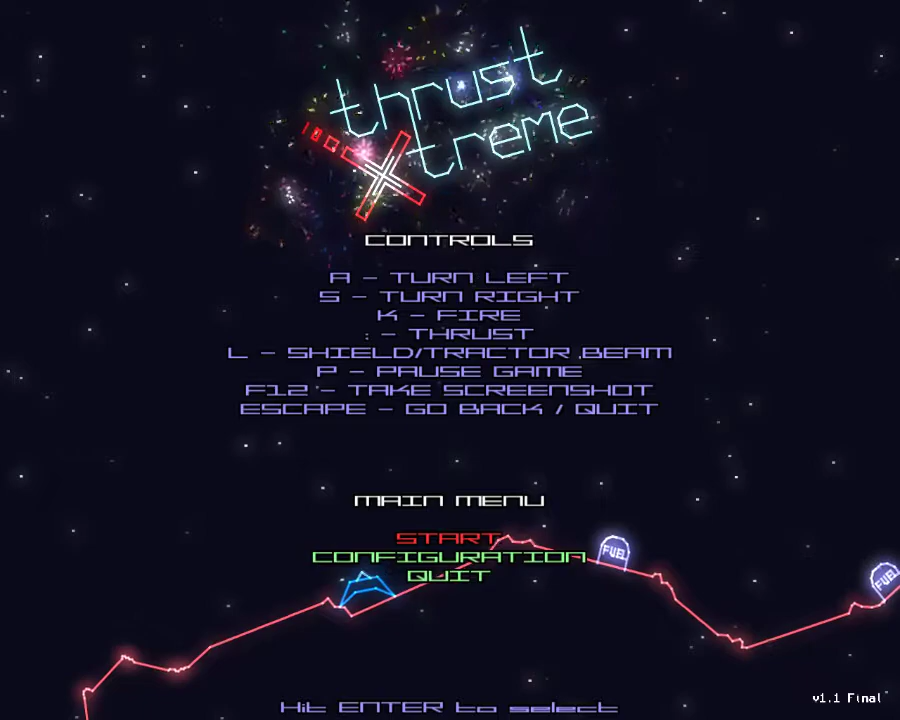 thrust
xtreme
CONTROLS
A - TURN LEFT
S - TURN RIGHT
K - FIRE
: - THRUST
L - SHIELD/TRACTOR BEAM
P - PAUSE GAME
F12 - TAKE SCREENSHOT
ESCAPE - GO BACK / QUIT
MAIN MENU
START
FUEL
CONFIGURATION
QUIT
FUEL
v1.1 Final
Hit ENTER to select